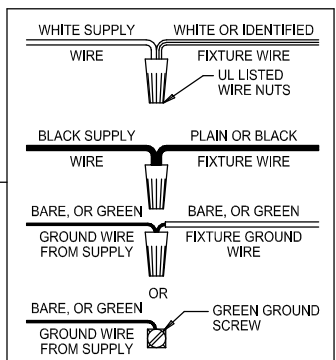 WHITE SUPPLY WHITE OR IDENTIFIED
WIRE FIXTURE WIRE
UL LISTED
WIRE NUTS
BLACK SUPPLY PLAIN OR BLACK
WIRE FIXTURE WIRE
BARE, OR GREEN BARE, OR GREEN
GROUND WIRE FIXTURE GROUND
FROM SUPPLY WIRE
OR
BARE, OR GREEN GREEN GROUND
SCREW
GROUND WIRE
FROM SUPPLY